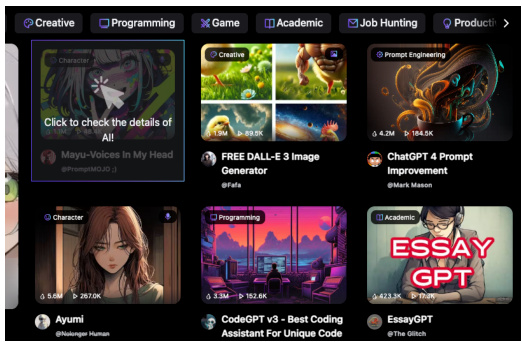 Creative
Programming
Game
Academic
Job Hunting
Producti
Character
Click to check the details of
AI!
Mayu-Voices In My Head
@PromptMOJO ;)
Creative
1.9M 89.5K
FREE DALL-E 3 Image
Generator
@Fafa
Prompt Engineering
4.2M 184.5K
ChatGPT 4 Prompt
Improvement
@Mark Mason
Character
5.6M 267.0K
Ayumi
@Nolonger Human
Programming
3.3M 152.6K
CodeGPT v3 - Best Coding
Assistant For Unique Code
Academic
ESSAY
GPT
423.3K 17.3K
EssayGPT
@The Glitch